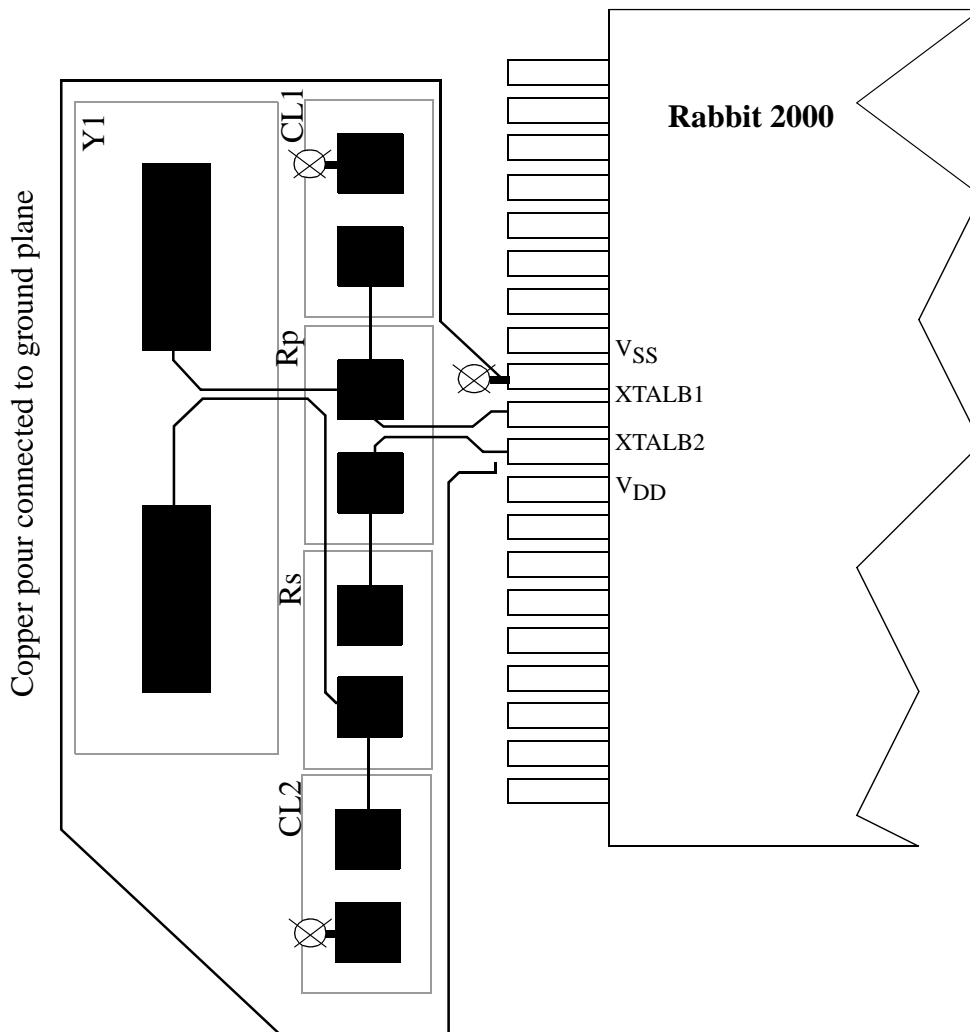 Copper pour connected to ground plane
Y1
CL1
Rp
Rs
CL2
Rabbit 2000
VSS
XTALB1
XTALB2
VDD